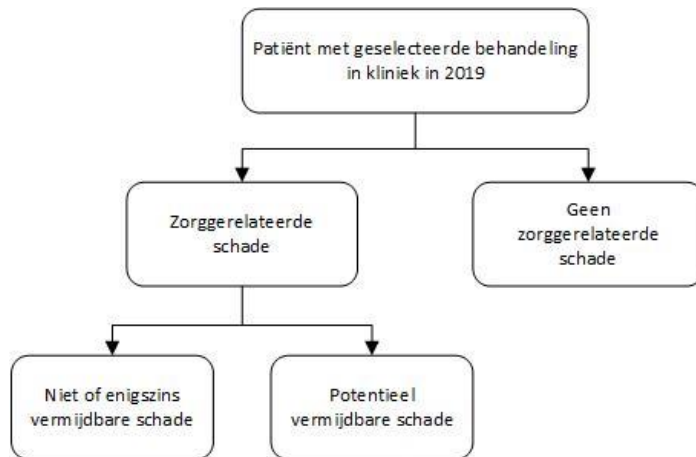 Patiënt met geselecteerde behandeling
in kliniek in 2019
Zorggerelateerde
schade
Geen
zorggerelateerde
schade
Niet of enigszins
vermijdbare schade
Potentieel
vermijdbare schade